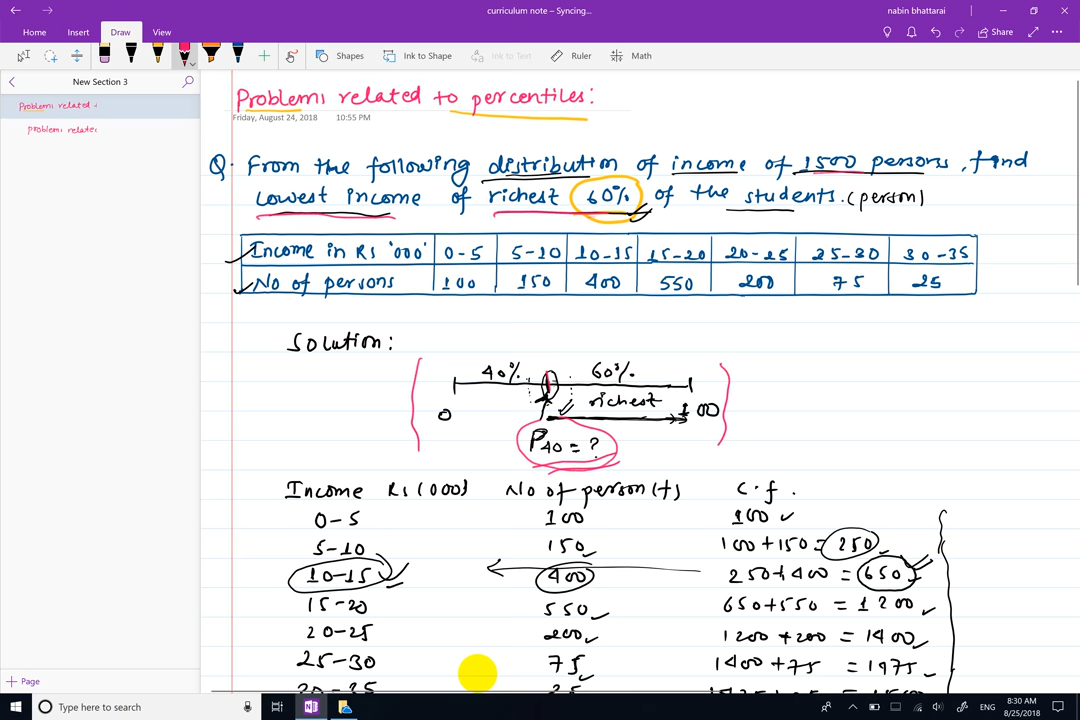 curriculum note – Syncing...
nabin bhattarai
Home Insert Draw View
Share
Shapes Ink to Shape Ink to Text Ruler Math
New Section 3
Problems related t
Problems related
Problems related to percentiles:
Friday, August 24, 2018 10:55 PM
Q. From the following distribution of income of 1500 persons, find
lowest income of richest 60% of the students. (person)
Income in Rs '000' 0-5 5-10 10-15 15-20 20-25 25-30 30-35
No of persons 100 150 400 550 200 75 25
Solution:
40% 60%
richest
0 100
P40 = ?
Income Rs (000) No of person (f) C.f.
0-5 100 100
5-10 150 100+150 = 250
10-15 400 250+400 = 650
15-20 550 650+550 = 1200
20-25 200 1200+200 = 1400
25-30 75 1400+75 = 1975
Page
Type here to search
ENG
8:30 AM
8/25/2018